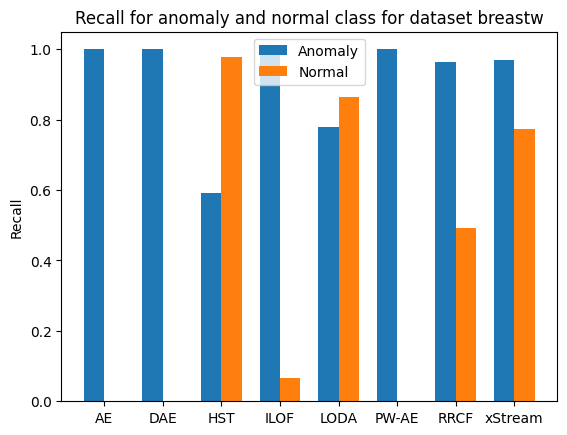 Recall for anomaly and normal class for dataset breastw
Anomaly
Normal
Recall
1.0
0.8
0.6
0.4
0.2
0.0
AE DAE HST ILOF LODA PW-AE RRCF xStream